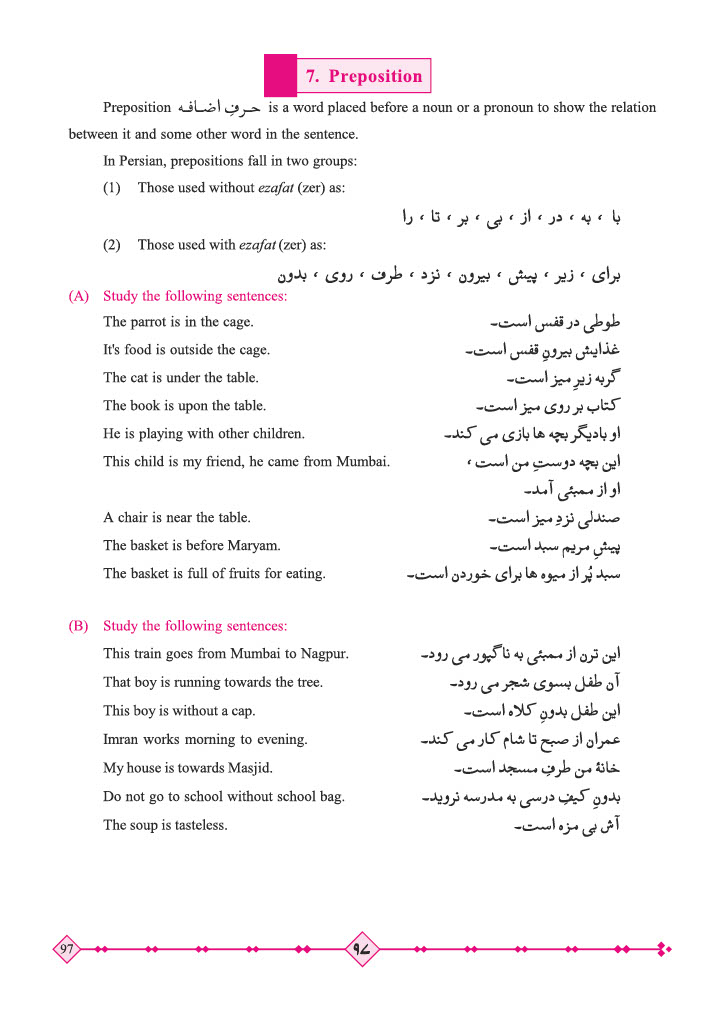 7. Preposition
Preposition حرفِ اضافه is a word placed before a noun or a pronoun to show the relation
between it and some other word in the sentence.
In Persian, prepositions fall in two groups:
(1) Those used without ezafat (zer) as:
با ، به ، در ، از ، بی ، بر ، تا ، را
(2) Those used with ezafat (zer) as:
برای ، زیر ، پیش ، بیرون ، نزد ، طرف ، روی ، بدون
(A) Study the following sentences:
The parrot is in the cage. طوطی در قفس است۔
It's food is outside the cage. غذایش بیرونِ قفس است۔
The cat is under the table. گربه زیرِ میز است۔
The book is upon the table. کتاب بر روی میز است۔
He is playing with other children. او بادیگر بچه ها بازی می کند۔
This child is my friend, he came from Mumbai. این بچه دوستِ من است ،
او از ممبئی آمد۔
A chair is near the table. صندلی نزدِ میز است۔
The basket is before Maryam. پیشِ مریم سبد است۔
The basket is full of fruits for eating. سبد پُر از میوه ها برای خوردن است۔
(B) Study the following sentences:
This train goes from Mumbai to Nagpur. این ترن از ممبئی به ناگپور می رود۔
That boy is running towards the tree. آن طفل بسوی شجر می رود۔
This boy is without a cap. این طفل بدونِ کلاه است۔
Imran works morning to evening. عمران از صبح تا شام کار می کند۔
My house is towards Masjid. خانۀ من طرفِ مسجد است۔
Do not go to school without school bag. بدونِ کیفِ درسی به مدرسه نروید۔
The soup is tasteless. آش بی مزه است۔
97 ۹۷